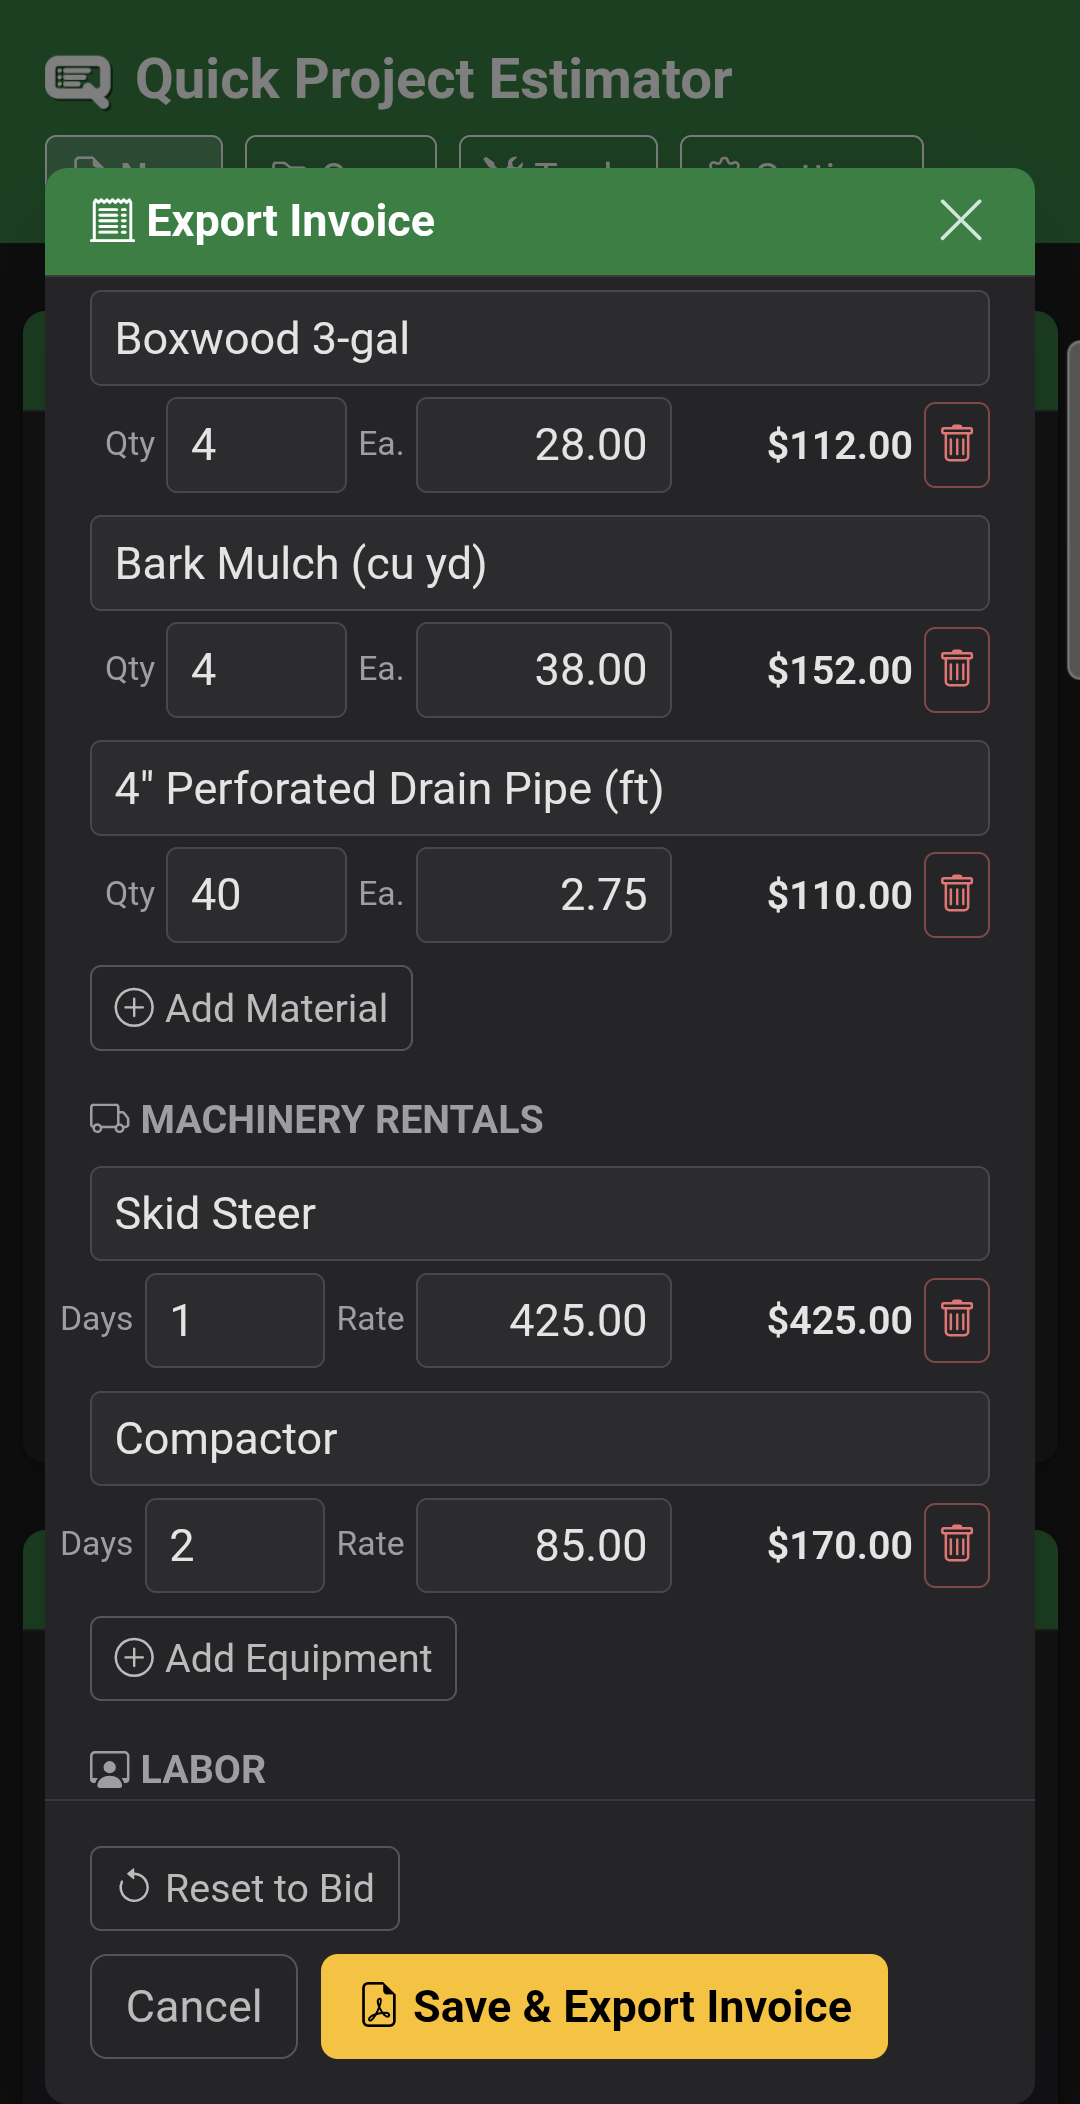 Quick Project Estimator
Export Invoice
Boxwood 3-gal
Qty 4 Ea. 28.00 $112.00
Bark Mulch (cu yd)
Qty 4 Ea. 38.00 $152.00
4" Perforated Drain Pipe (ft)
Qty 40 Ea. 2.75 $110.00
Add Material
MACHINERY RENTALS
Skid Steer
Days 1 Rate 425.00 $425.00
Compactor
Days 2 Rate 85.00 $170.00
Add Equipment
LABOR
Reset to Bid
Cancel Save & Export Invoice